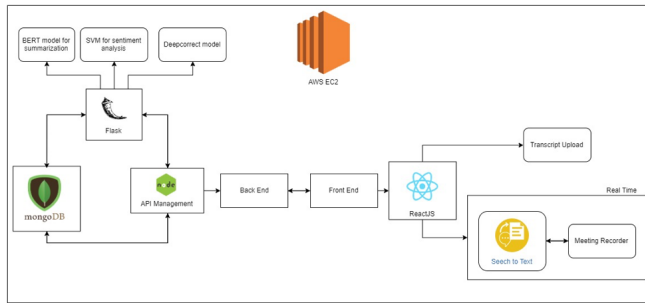 BERT model for
summarization
SVM for sentiment
analysis
Deepcorrect model
AWS EC2
Flask
mongoDB
node
API Management
Back End
Front End
ReactJS
Transcript Upload
Real Time
Seech to Text
Meeting Recorder